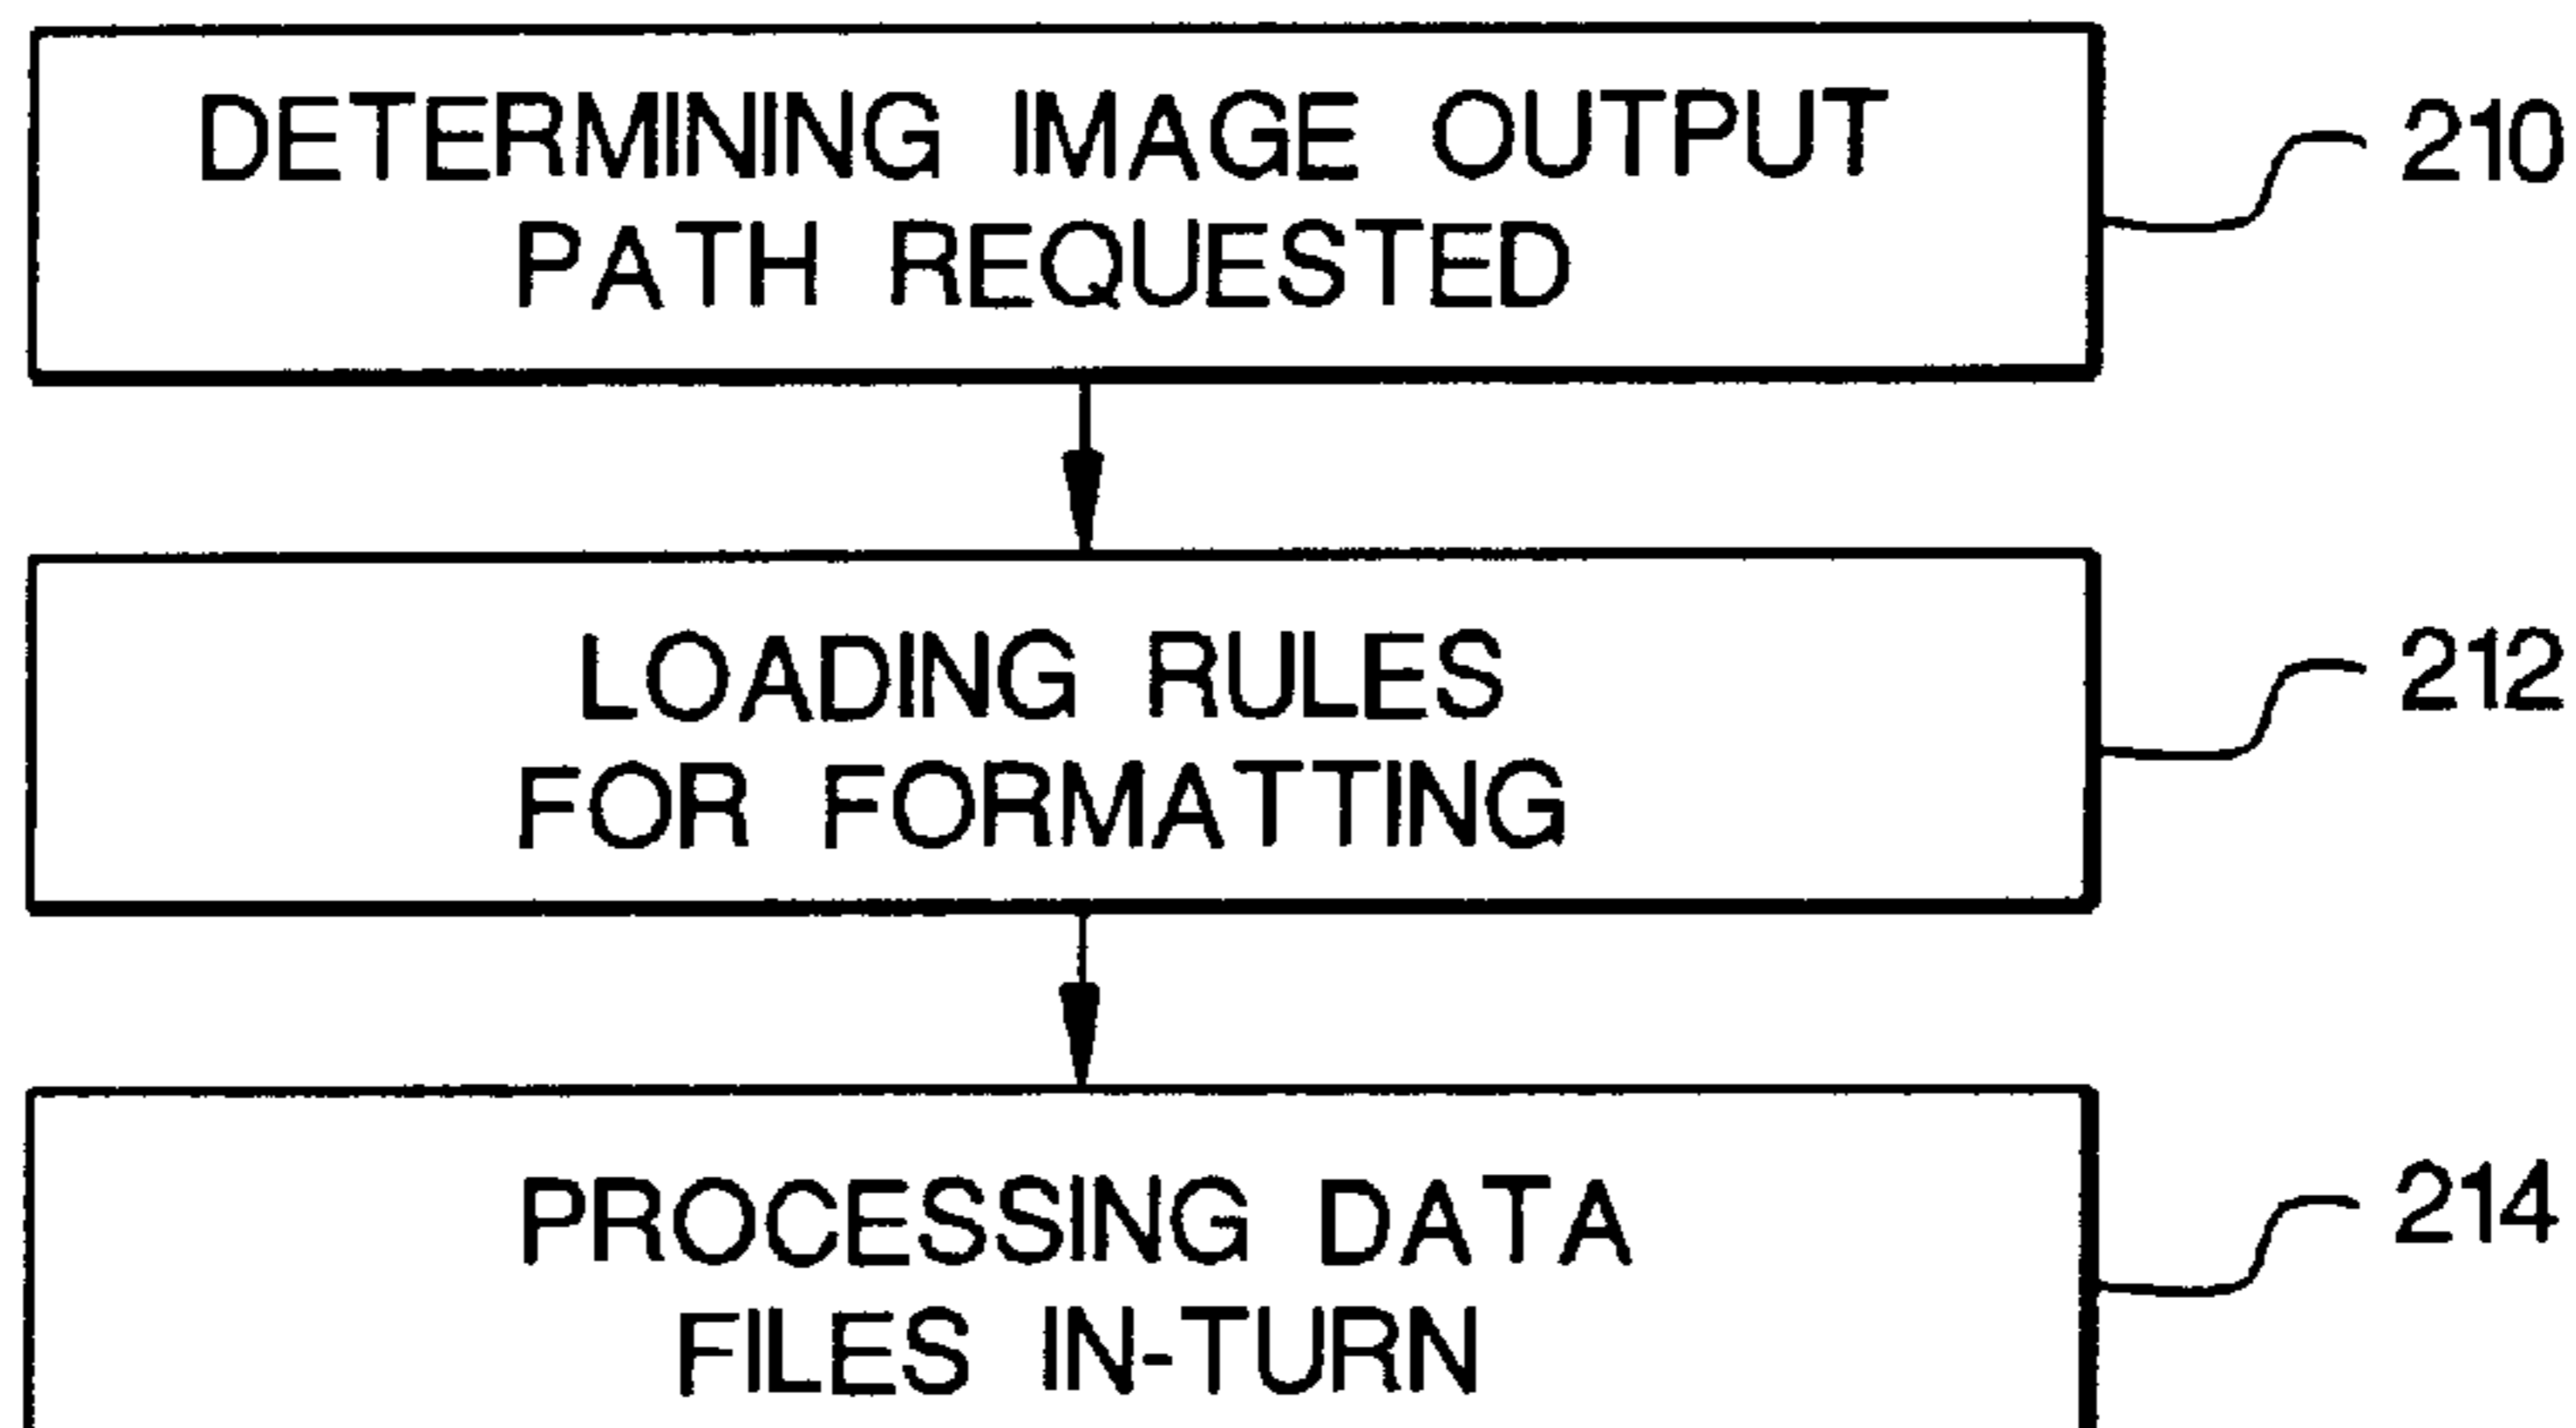 DETERMINING IMAGE OUTPUT
PATH REQUESTED
210
LOADING RULES
FOR FORMATTING
212
PROCESSING DATA
FILES IN-TURN
214